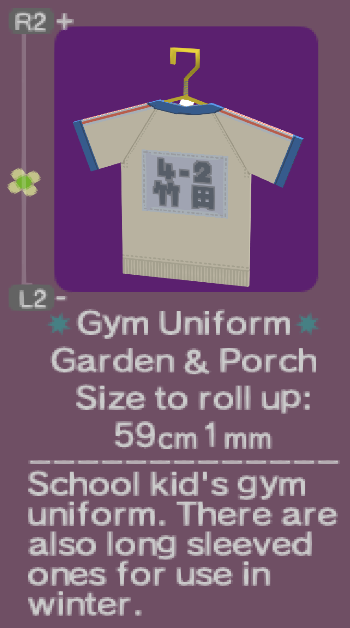 R2 +
4-2
竹田
L2 -
Gym Uniform
Garden & Porch
Size to roll up:
59cm 1mm
School kid's gym
uniform. There are
also long sleeved
ones for use in
winter.